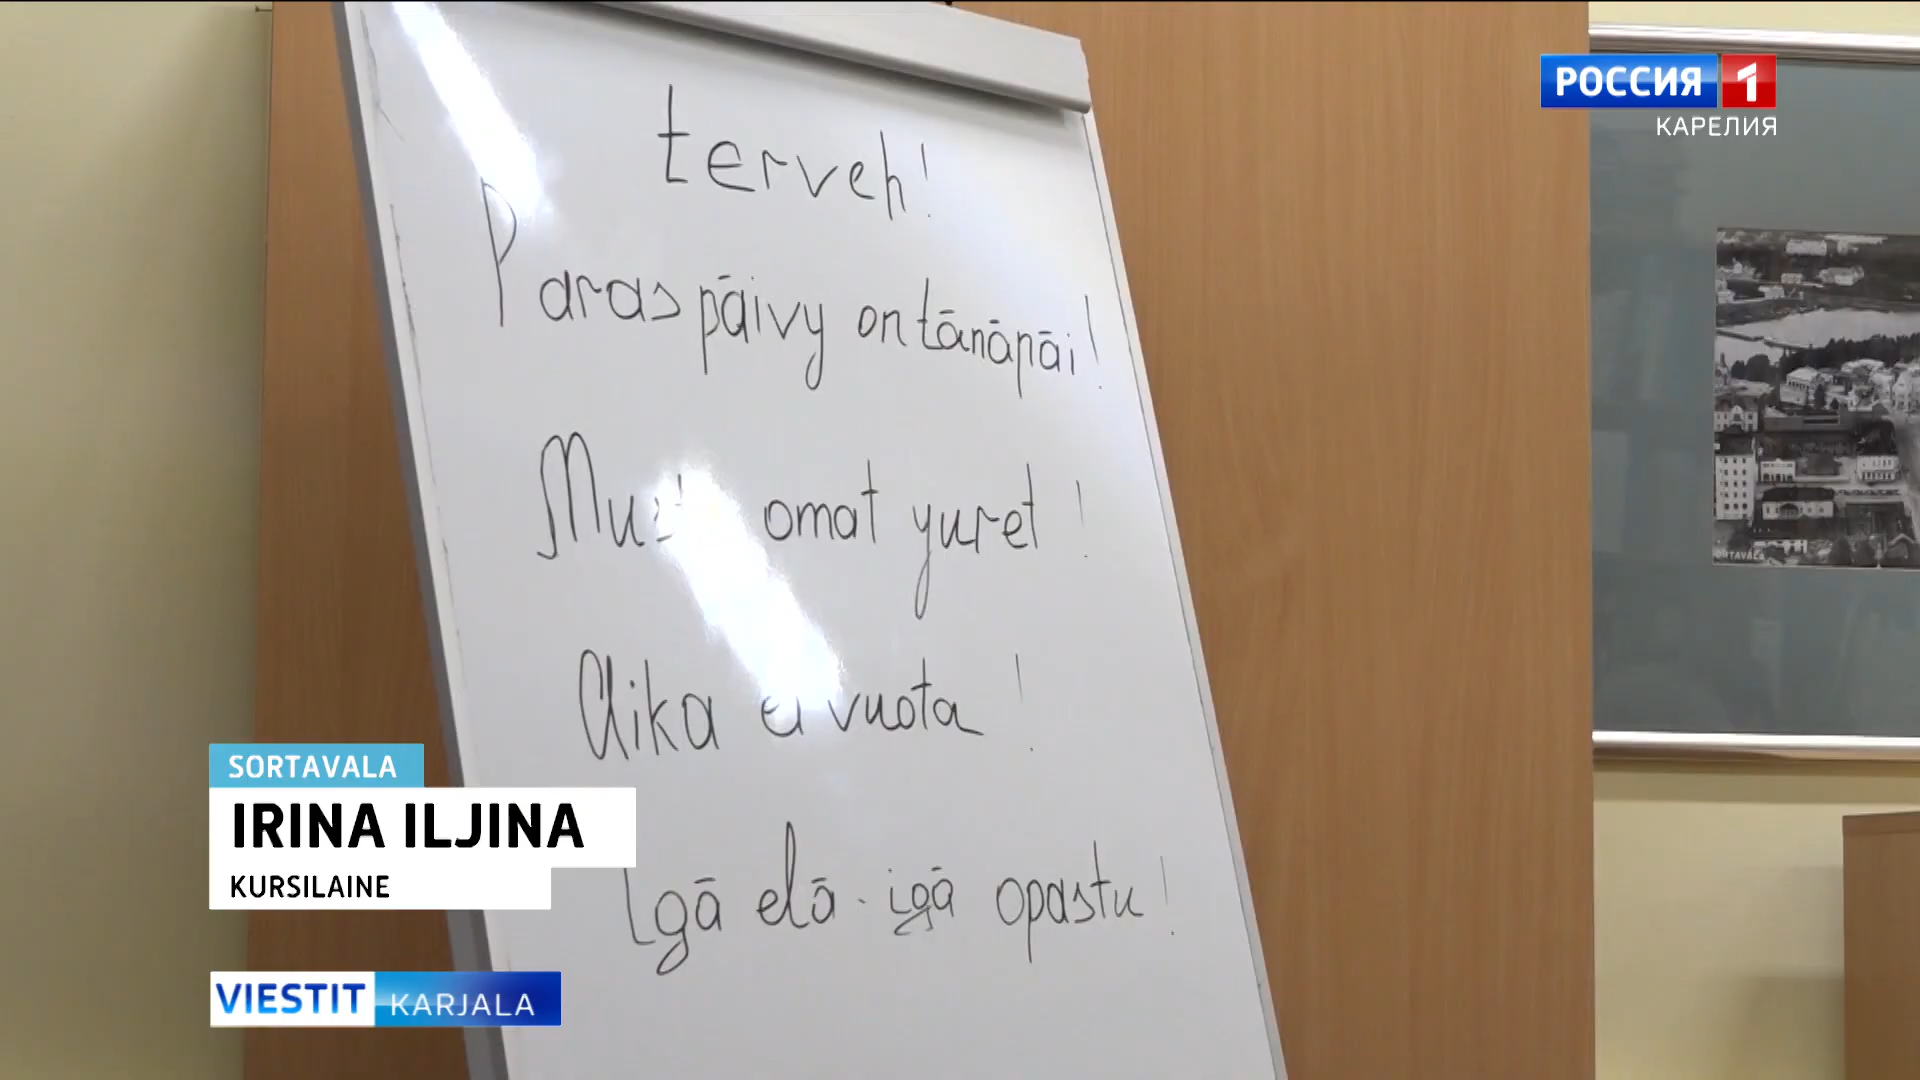 terveh!
Paras päivy on tänäpäi!
omat yuret!
Aika ei vuota!
Igä elä - igä opastu!
РОССИЯ 1
КАРЕЛИЯ
SORTAVALA
SORTAVALA
IRINA ILJINA
KURSILAINE
VIESTIT KARJALA